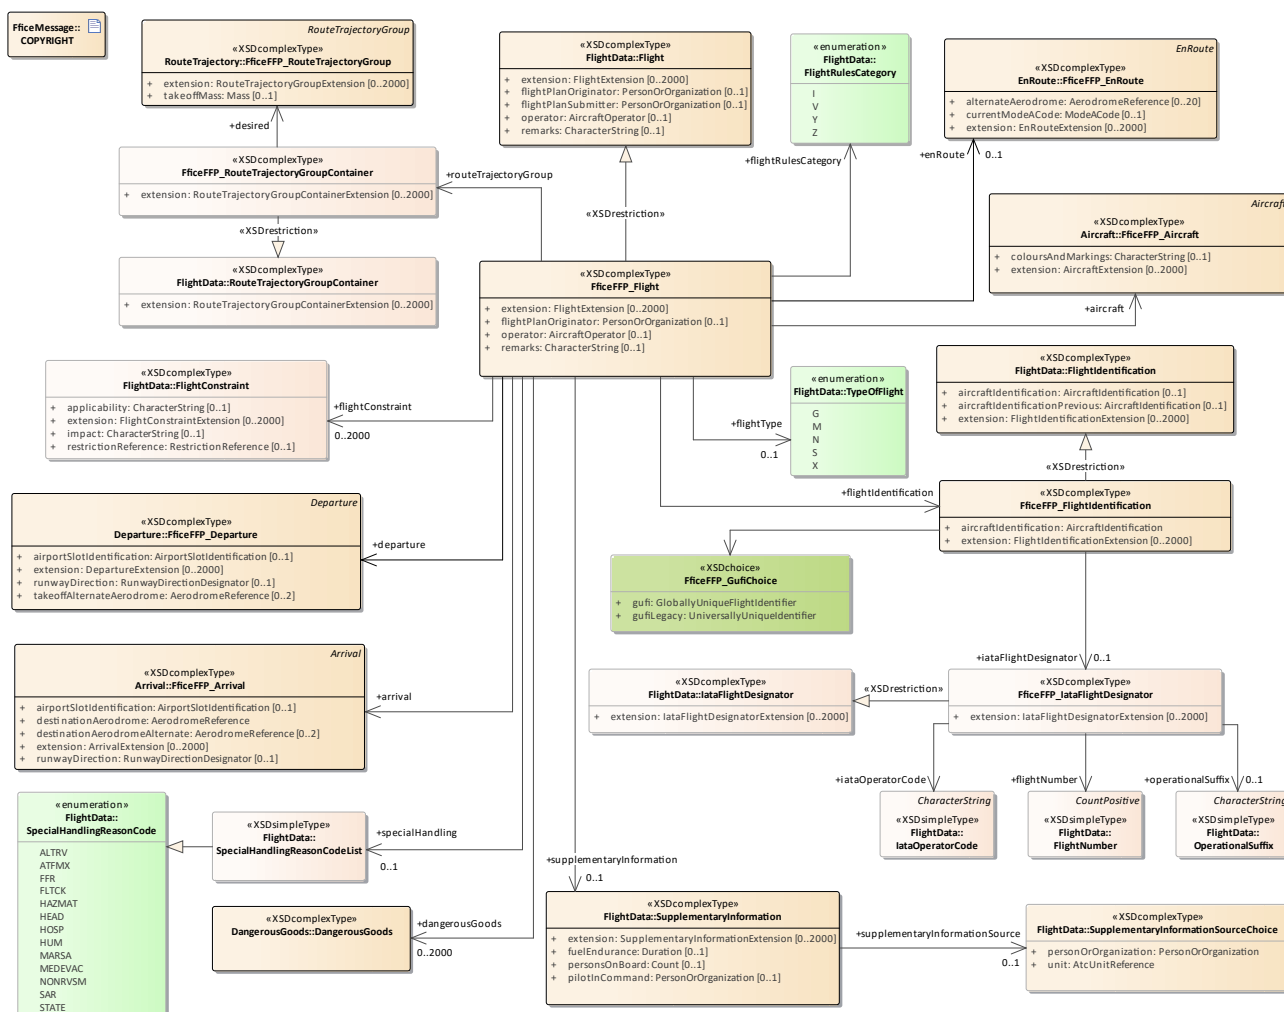 FficeMessage::
COPYRIGHT
RouteTrajectoryGroup
«XSDcomplexType»
RouteTrajectory::FficeFFP_RouteTrajectoryGroup
+ extension: RouteTrajectoryGroupExtension [0..2000]
+ takeoffMass: Mass [0..1]
+desired
«XSDcomplexType»
FficeFFP_RouteTrajectoryGroupContainer
+ extension: RouteTrajectoryGroupContainerExtension [0..2000]
«XSDrestriction»
«XSDcomplexType»
FlightData::RouteTrajectoryGroupContainer
+ extension: RouteTrajectoryGroupContainerExtension [0..2000]
+routeTrajectoryGroup
«XSDcomplexType»
FlightData::Flight
+ extension: FlightExtension [0..2000]
+ flightPlanOriginator: PersonOrOrganization [0..1]
+ flightPlanSubmitter: PersonOrOrganization [0..1]
+ operator: AircraftOperator [0..1]
+ remarks: CharacterString [0..1]
«XSDrestriction»
«XSDcomplexType»
FficeFFP_Flight
+ extension: FlightExtension [0..2000]
+ flightPlanOriginator: PersonOrOrganization [0..1]
+ operator: AircraftOperator [0..1]
+ remarks: CharacterString [0..1]
«enumeration»
FlightData::
FlightRulesCategory
I
V
Y
Z
+flightRulesCategory
EnRoute
«XSDcomplexType»
EnRoute::FficeFFP_EnRoute
+ alternateAerodrome: AerodromeReference [0..20]
+ currentModeACode: ModeACode [0..1]
+ extension: EnRouteExtension [0..2000]
+enRoute 0..1
Aircraft
«XSDcomplexType»
Aircraft::FficeFFP_Aircraft
+ coloursAndMarkings: CharacterString [0..1]
+ extension: AircraftExtension [0..2000]
+aircraft
«XSDcomplexType»
FlightData::FlightConstraint
+ applicability: CharacterString [0..1]
+ extension: FlightConstraintExtension [0..2000]
+ impact: CharacterString [0..1]
+ restrictionReference: RestrictionReference [0..1]
+flightConstraint
0..2000
«enumeration»
FlightData::TypeOfFlight
G
M
N
S
X
+flightType
0..1
«XSDcomplexType»
FlightData::FlightIdentification
+ aircraftIdentification: AircraftIdentification [0..1]
+ aircraftIdentificationPrevious: AircraftIdentification [0..1]
+ extension: FlightIdentificationExtension [0..2000]
«XSDrestriction»
+flightIdentification
«XSDcomplexType»
FficeFFP_FlightIdentification
+ aircraftIdentification: AircraftIdentification
+ extension: FlightIdentificationExtension [0..2000]
Departure
«XSDcomplexType»
Departure::FficeFFP_Departure
+ airportSlotIdentification: AirportSlotIdentification [0..1]
+ extension: DepartureExtension [0..2000]
+ runwayDirection: RunwayDirectionDesignator [0..1]
+ takeoffAlternateAerodrome: AerodromeReference [0..2]
+departure
«XSDchoice»
FficeFFP_GufiChoice
+ gufi: GloballyUniqueFlightIdentifier
+ gufiLegacy: UniversallyUniqueIdentifier
Arrival
«XSDcomplexType»
Arrival::FficeFFP_Arrival
+ airportSlotIdentification: AirportSlotIdentification [0..1]
+ destinationAerodrome: AerodromeReference
+ destinationAerodromeAlternate: AerodromeReference [0..2]
+ extension: ArrivalExtension [0..2000]
+ runwayDirection: RunwayDirectionDesignator [0..1]
+arrival
+iataFlightDesignator 0..1
«XSDcomplexType»
FlightData::IataFlightDesignator
+ extension: IataFlightDesignatorExtension [0..2000]
«XSDrestriction»
«XSDcomplexType»
FficeFFP_IataFlightDesignator
+ extension: IataFlightDesignatorExtension [0..2000]
+iataOperatorCode
+flightNumber
+operationalSuffix 0..1
CharacterString
«XSDsimpleType»
FlightData::
IataOperatorCode
CountPositive
«XSDsimpleType»
FlightData::
FlightNumber
CharacterString
«XSDsimpleType»
FlightData::
OperationalSuffix
«enumeration»
FlightData::
SpecialHandlingReasonCode
ALTRV
ATFMX
FFR
FLTCK
HAZMAT
HEAD
HOSP
HUM
MARSA
MEDEVAC
NONRVSM
SAR
STATE
«XSDsimpleType»
FlightData::
SpecialHandlingReasonCodeList
+specialHandling
0..1
«XSDcomplexType»
DangerousGoods::DangerousGoods
+dangerousGoods
0..2000
+supplementaryInformation
0..1
«XSDcomplexType»
FlightData::SupplementaryInformation
+ extension: SupplementaryInformationExtension [0..2000]
+ fuelEndurance: Duration [0..1]
+ personsOnBoard: Count [0..1]
+ pilotInCommand: PersonOrOrganization [0..1]
+supplementaryInformationSource
0..1
«XSDcomplexType»
FlightData::SupplementaryInformationSourceChoice
+ personOrOrganization: PersonOrOrganization
+ unit: AtcUnitReference